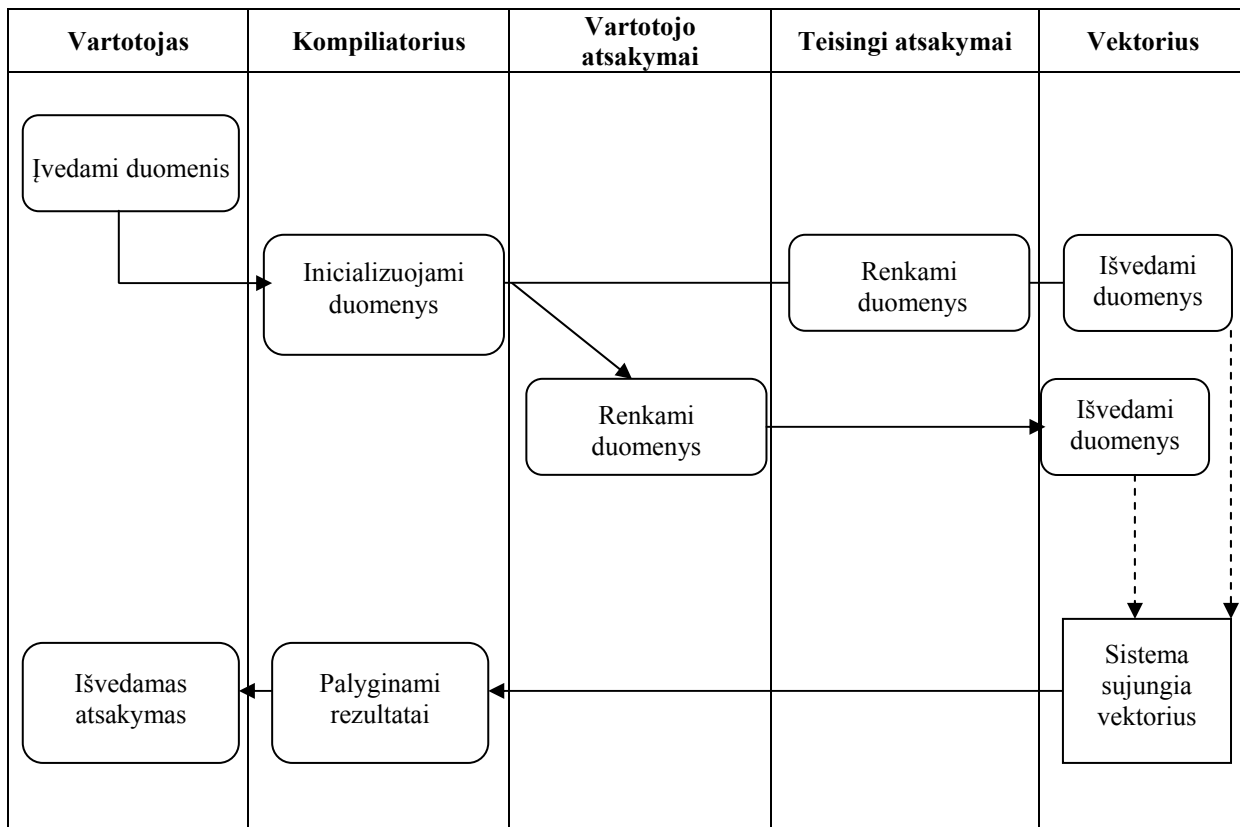 Vartotojas
Kompiliatorius
Vartotojo
atsakymai
Teisingi atsakymai
Vektorius
Įvedami duomenis
Inicializuojami
duomenys
Renkami
duomenys
Išvedami
duomenys
Renkami
duomenys
Išvedami
duomenys
Išvedamas
atsakymas
Palyginami
rezultatai
Sistema
sujungia
vektorius